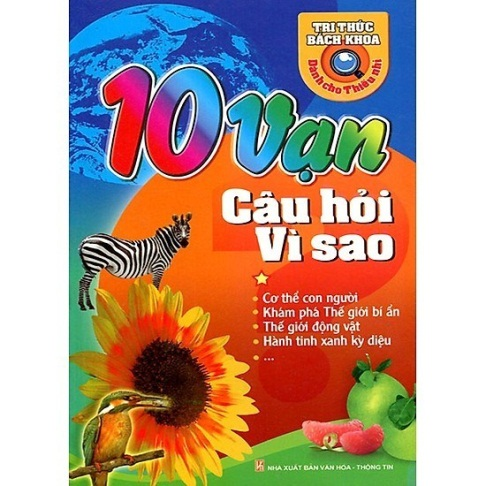 TRI THỨC
BÁCH KHOA
Dành cho Thiếu nhi
10 vạn
Câu hỏi
Vì sao
• Cơ thể con người
• Khám phá Thế giới bí ẩn
• Thế giới động vật
• Hành tinh xanh kỳ diệu
• ...
NHÀ XUẤT BẢN VĂN HÓA - THÔNG TIN